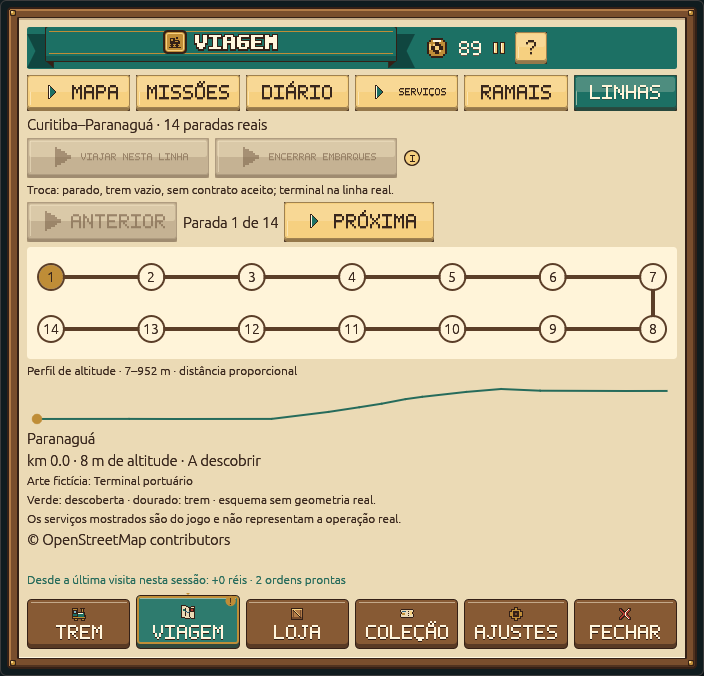 VIAGEM
89
?
MAPA MISSÕES DIÁRIO SERVIÇOS RAMAIS LINHAS
Curitiba–Paranaguá · 14 paradas reais
VIAJAR NESTA LINHA ENCERRAR EMBARQUES I
Troca: parado, trem vazio, sem contrato aceito; terminal na linha real.
ANTERIOR Parada 1 de 14 PRÓXIMA
1 2 3 4 5 6 7
14 13 12 11 10 9 8
Perfil de altitude · 7–952 m · distância proporcional
Paranaguá
km 0.0 · 8 m de altitude · A descobrir
Arte fictícia: Terminal portuário
Verde: descoberta · dourado: trem · esquema sem geometria real.
Os serviços mostrados são do jogo e não representam a operação real.
© OpenStreetMap contributors
Desde a última visita nesta sessão: +0 réis · 2 ordens prontas
TREM VIAGEM ! LOJA COLEÇÃO AJUSTES FECHAR